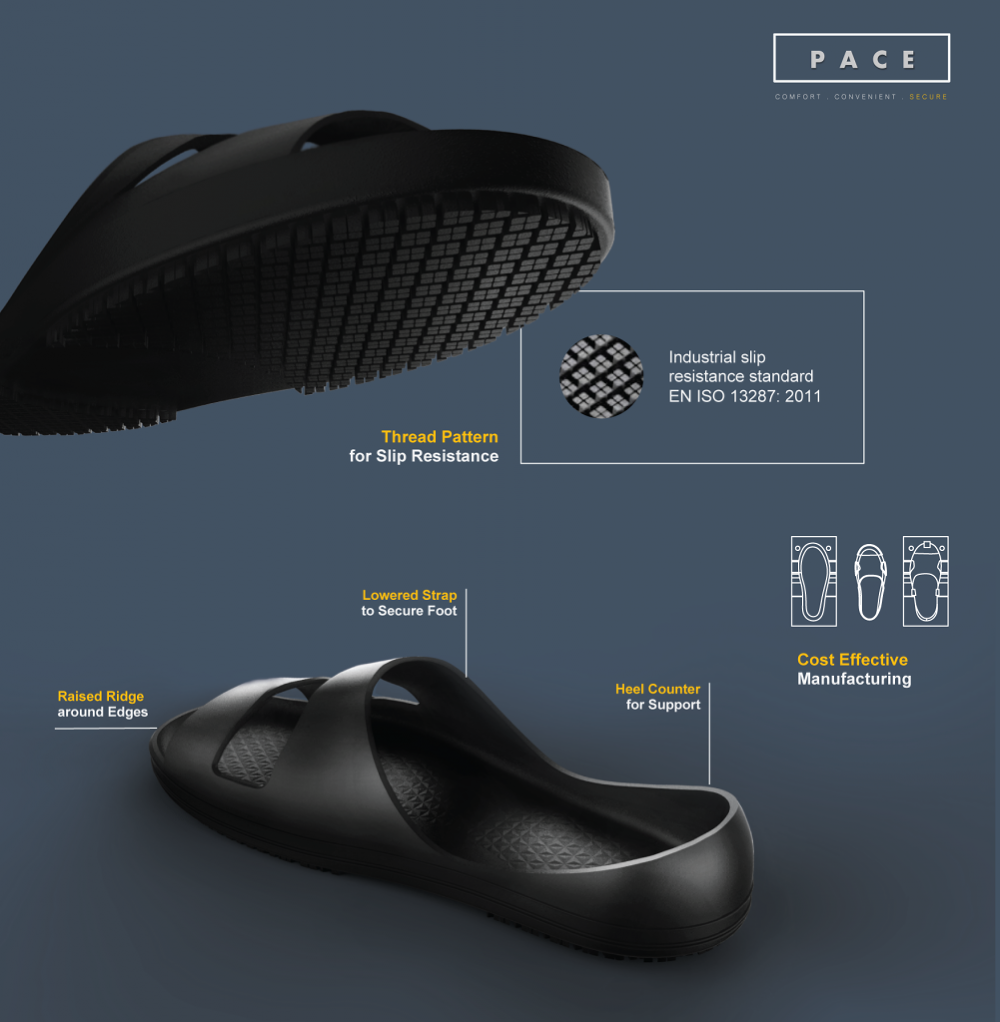 PACE
COMFORT . CONVENIENT . SECURE
Industrial slip
resistance standard
EN ISO 13287: 2011
Thread Pattern
for Slip Resistance
Lowered Strap
to Secure Foot
Cost Effective
Manufacturing
Raised Ridge
around Edges
Heel Counter
for Support